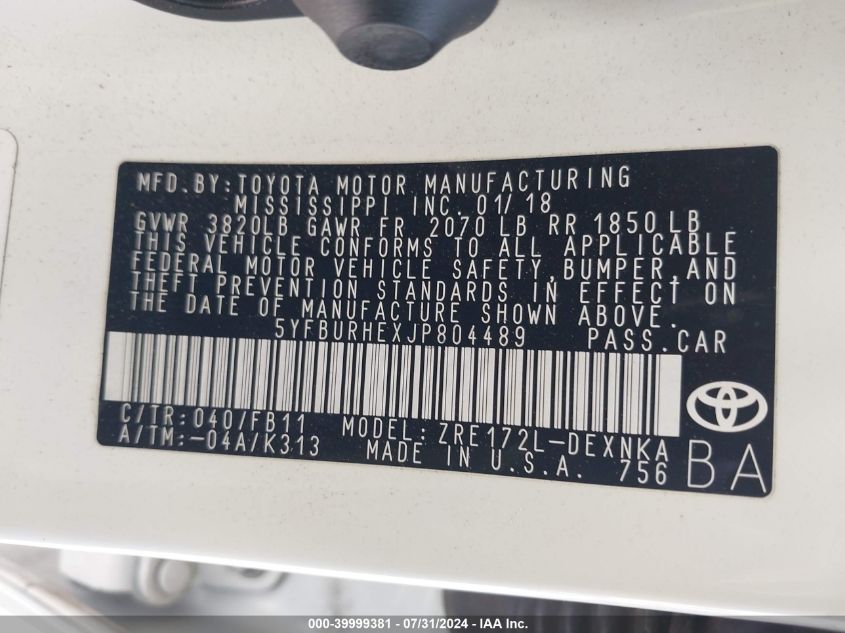 MFD.BY:TOYOTA MOTOR MANUFACTURING
MISSISSIPPI INC. 01/18
GVWR 3820LB GAWR FR 2070 LB RR 1850 LB
THIS VEHICLE CONFORMS TO ALL APPLICABLE
FEDERAL MOTOR VEHICLE SAFETY,BUMPER,AND
THEFT PREVENTION STANDARDS IN EFFECT ON
THE DATE OF MANUFACTURE SHOWN ABOVE.
5YFBURHEXJP804489 PASS.CAR
C/TR:040/FB11 MODEL:ZRE172L-DEXNKA
A/TM:-04A/K313 MADE IN U.S.A. 756 BA
000-39999381 / 07/31/2024 - IAA Inc.